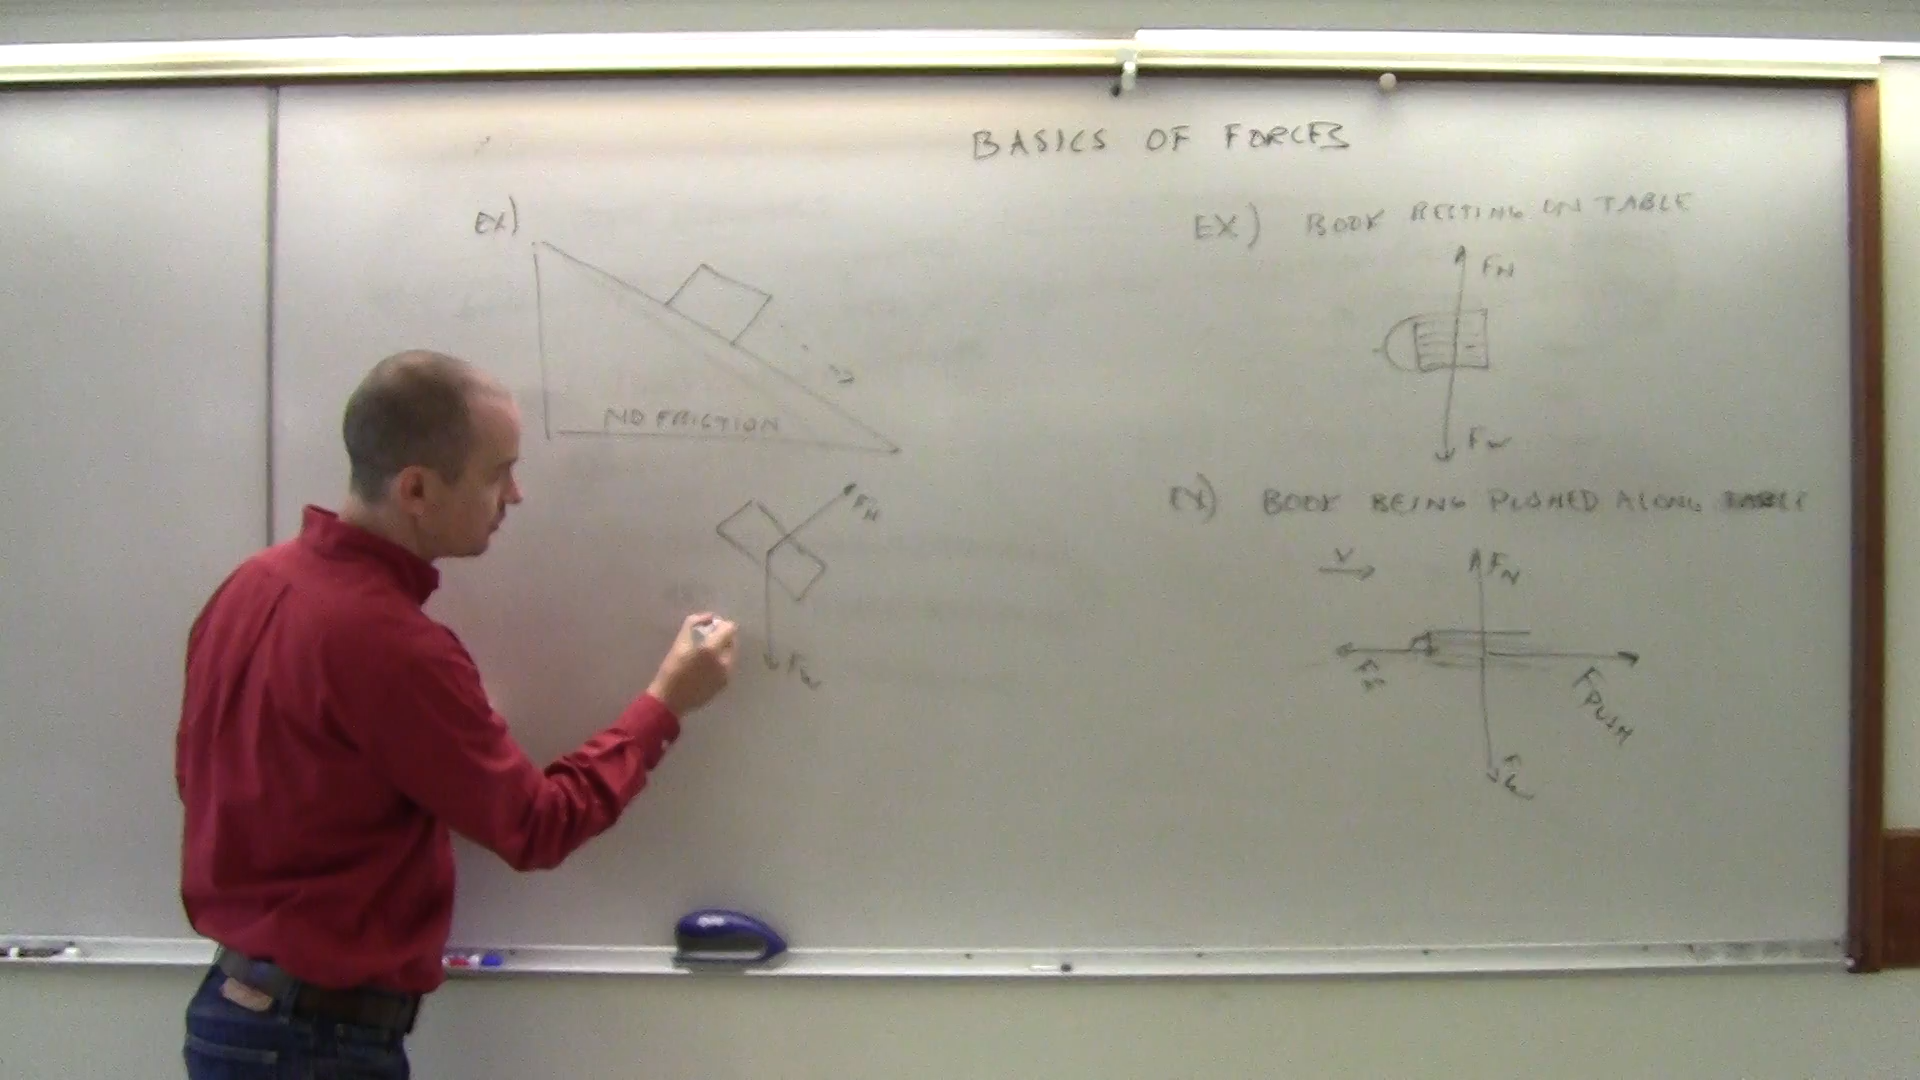 BASICS OF FORCES
EX)
NO FRICTION
FN
FW
EX) BOOK RESTING ON TABLE
FN
FW
EX) BOOK BEING PUSHED ALONG TABLE
V
FN
FPUSH
FW